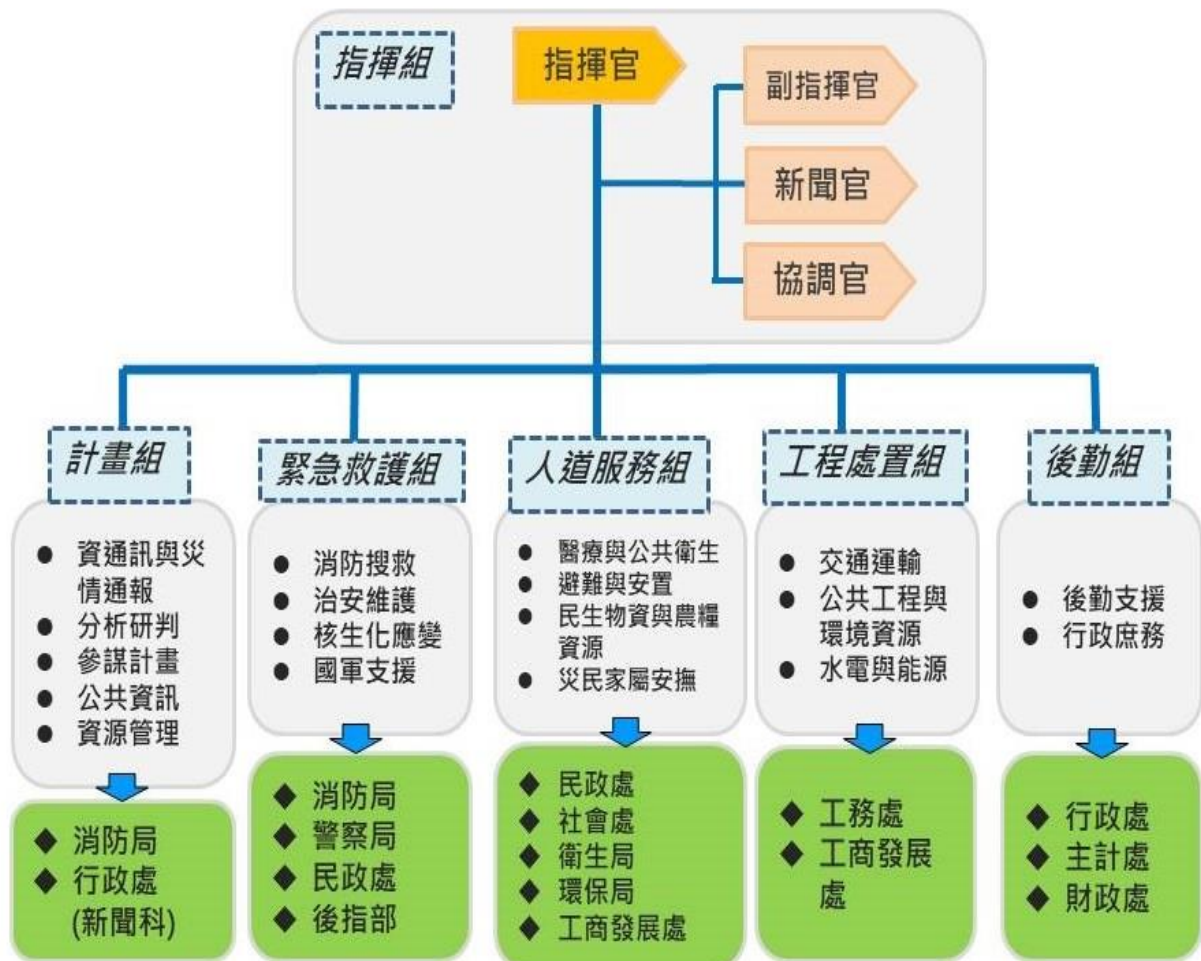 指揮組
指揮官
副指揮官
新聞官
協調官
計畫組
● 資通訊與災
情通報
● 分析研判
● 參謀計畫
● 公共資訊
● 資源管理
◆ 消防局
◆ 行政處
(新聞科)
緊急救護組
● 消防搜救
● 治安維護
● 核生化應變
● 國軍支援
◆ 消防局
◆ 警察局
◆ 民政處
◆ 後指部
人道服務組
● 醫療與公共衛生
● 避難與安置
● 民生物資與農糧
資源
● 災民家屬安撫
◆ 民政處
◆ 社會處
◆ 衛生局
◆ 環保局
◆ 工商發展處
工程處置組
● 交通運輸
● 公共工程與
環境資源
● 水電與能源
◆ 工務處
◆ 工商發展
處
後勤組
● 後勤支援
● 行政庶務
◆ 行政處
◆ 主計處
◆ 財政處